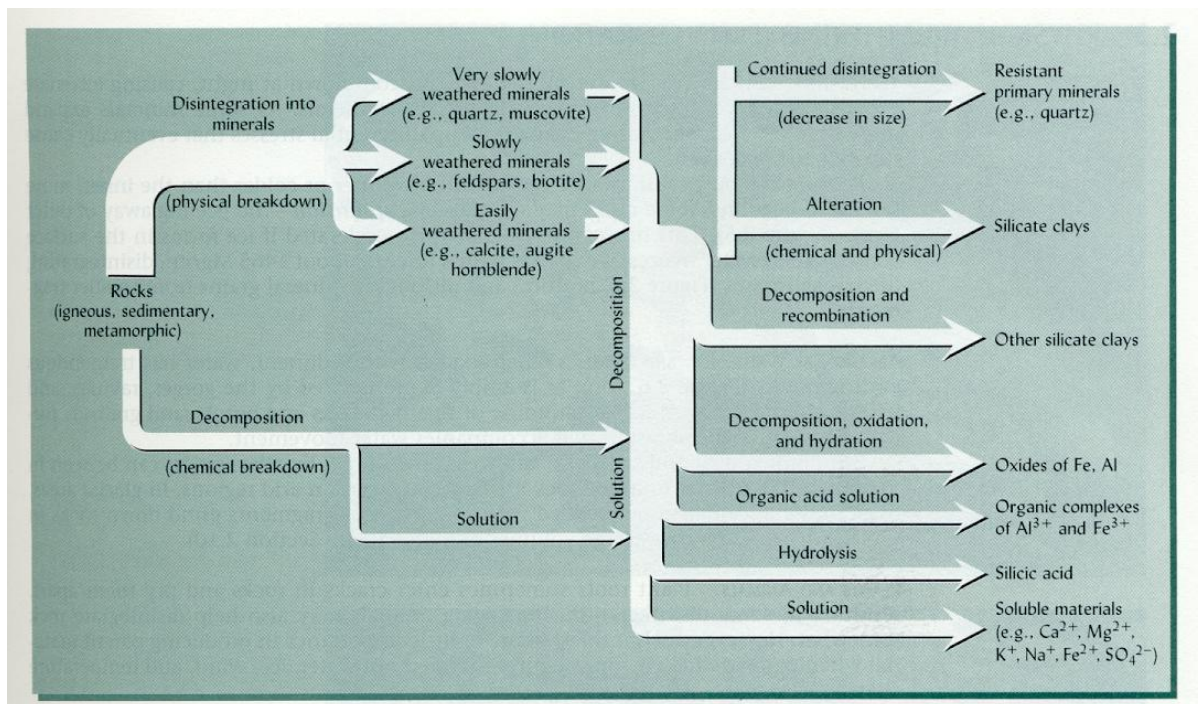 Disintegration into
minerals
(physical breakdown)
Rocks
(igneous, sedimentary,
metamorphic)
Decomposition
(chemical breakdown)
Solution
Very slowly
weathered minerals
(e.g., quartz, muscovite)
Slowly
weathered minerals
(e.g., feldspars, biotite)
Easily
weathered minerals
(e.g., calcite, augite
hornblende)
Decomposition
Solution
Continued disintegration
(decrease in size)
Resistant
primary minerals
(e.g., quartz)
Alteration
(chemical and physical)
Silicate clays
Decomposition and
recombination
Other silicate clays
Decomposition, oxidation,
and hydration
Oxides of Fe, Al
Organic acid solution
Organic complexes
of Al³⁺ and Fe³⁺
Hydrolysis
Silicic acid
Solution
Soluble materials
(e.g., Ca²⁺, Mg²⁺,
K⁺, Na⁺, Fe²⁺, SO₄²⁻)